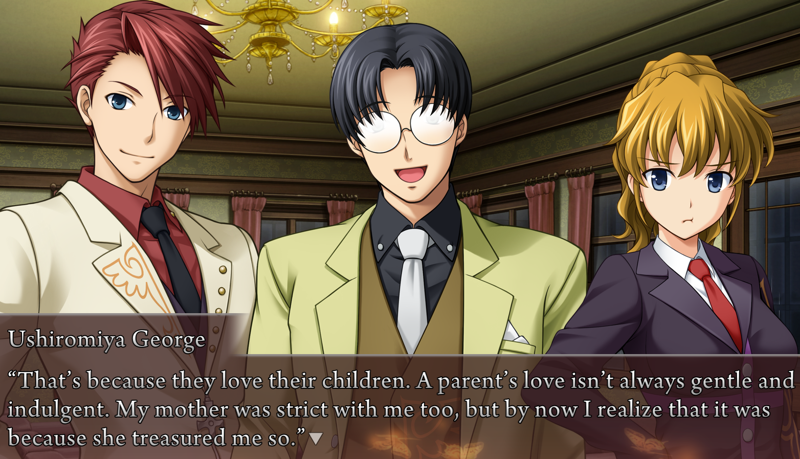 Ushiromiya George
“That’s because they love their children. A parent’s love isn’t always gentle and
indulgent. My mother was strict with me too, but by now I realize that it was
because she treasured me so.”